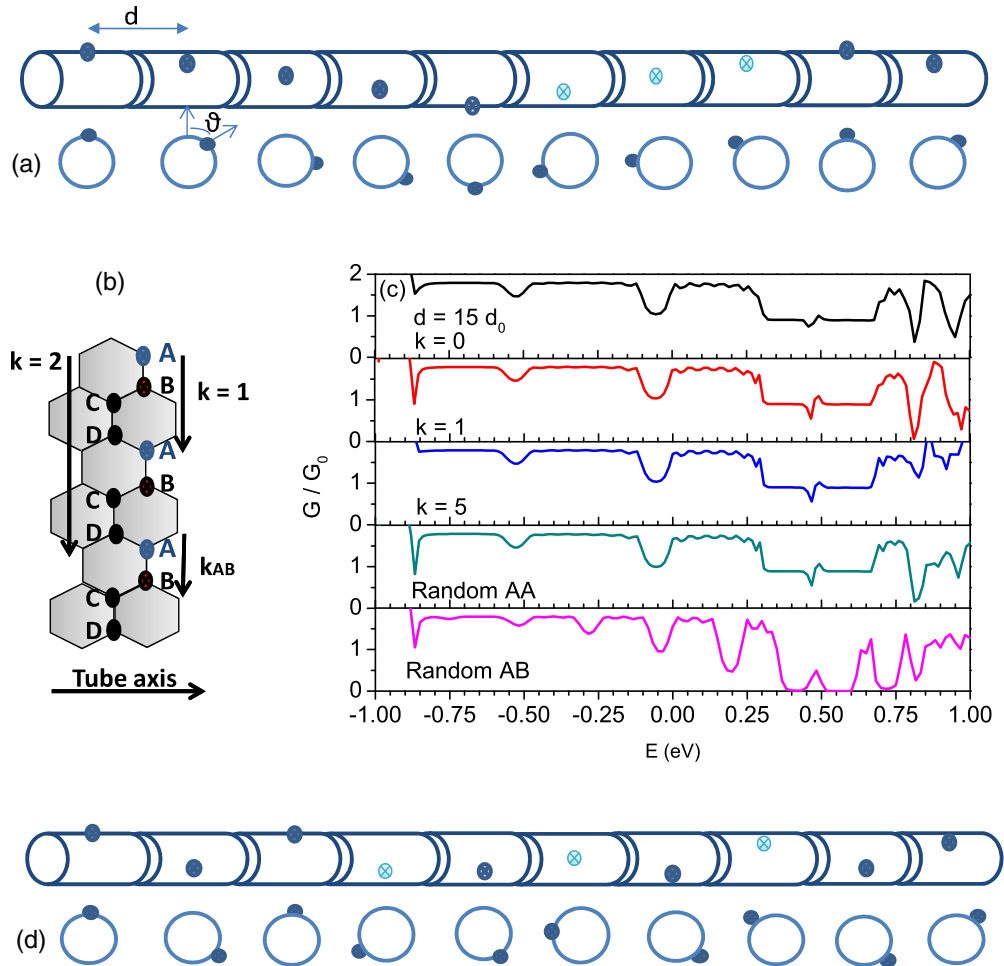 d
ϑ
(a)
(b)
k = 2
A
B
k = 1
C
D
A
B
C
D
A
kAB
B
C
D
Tube axis
(c)
d = 15 d0
k = 0
k = 1
k = 5
Random AA
Random AB
2
1
0
1
0
1
0
1
0
1
0
G / G0
-1.00 -0.75 -0.50 -0.25 0.00 0.25 0.50 0.75 1.00
E (eV)
(d)